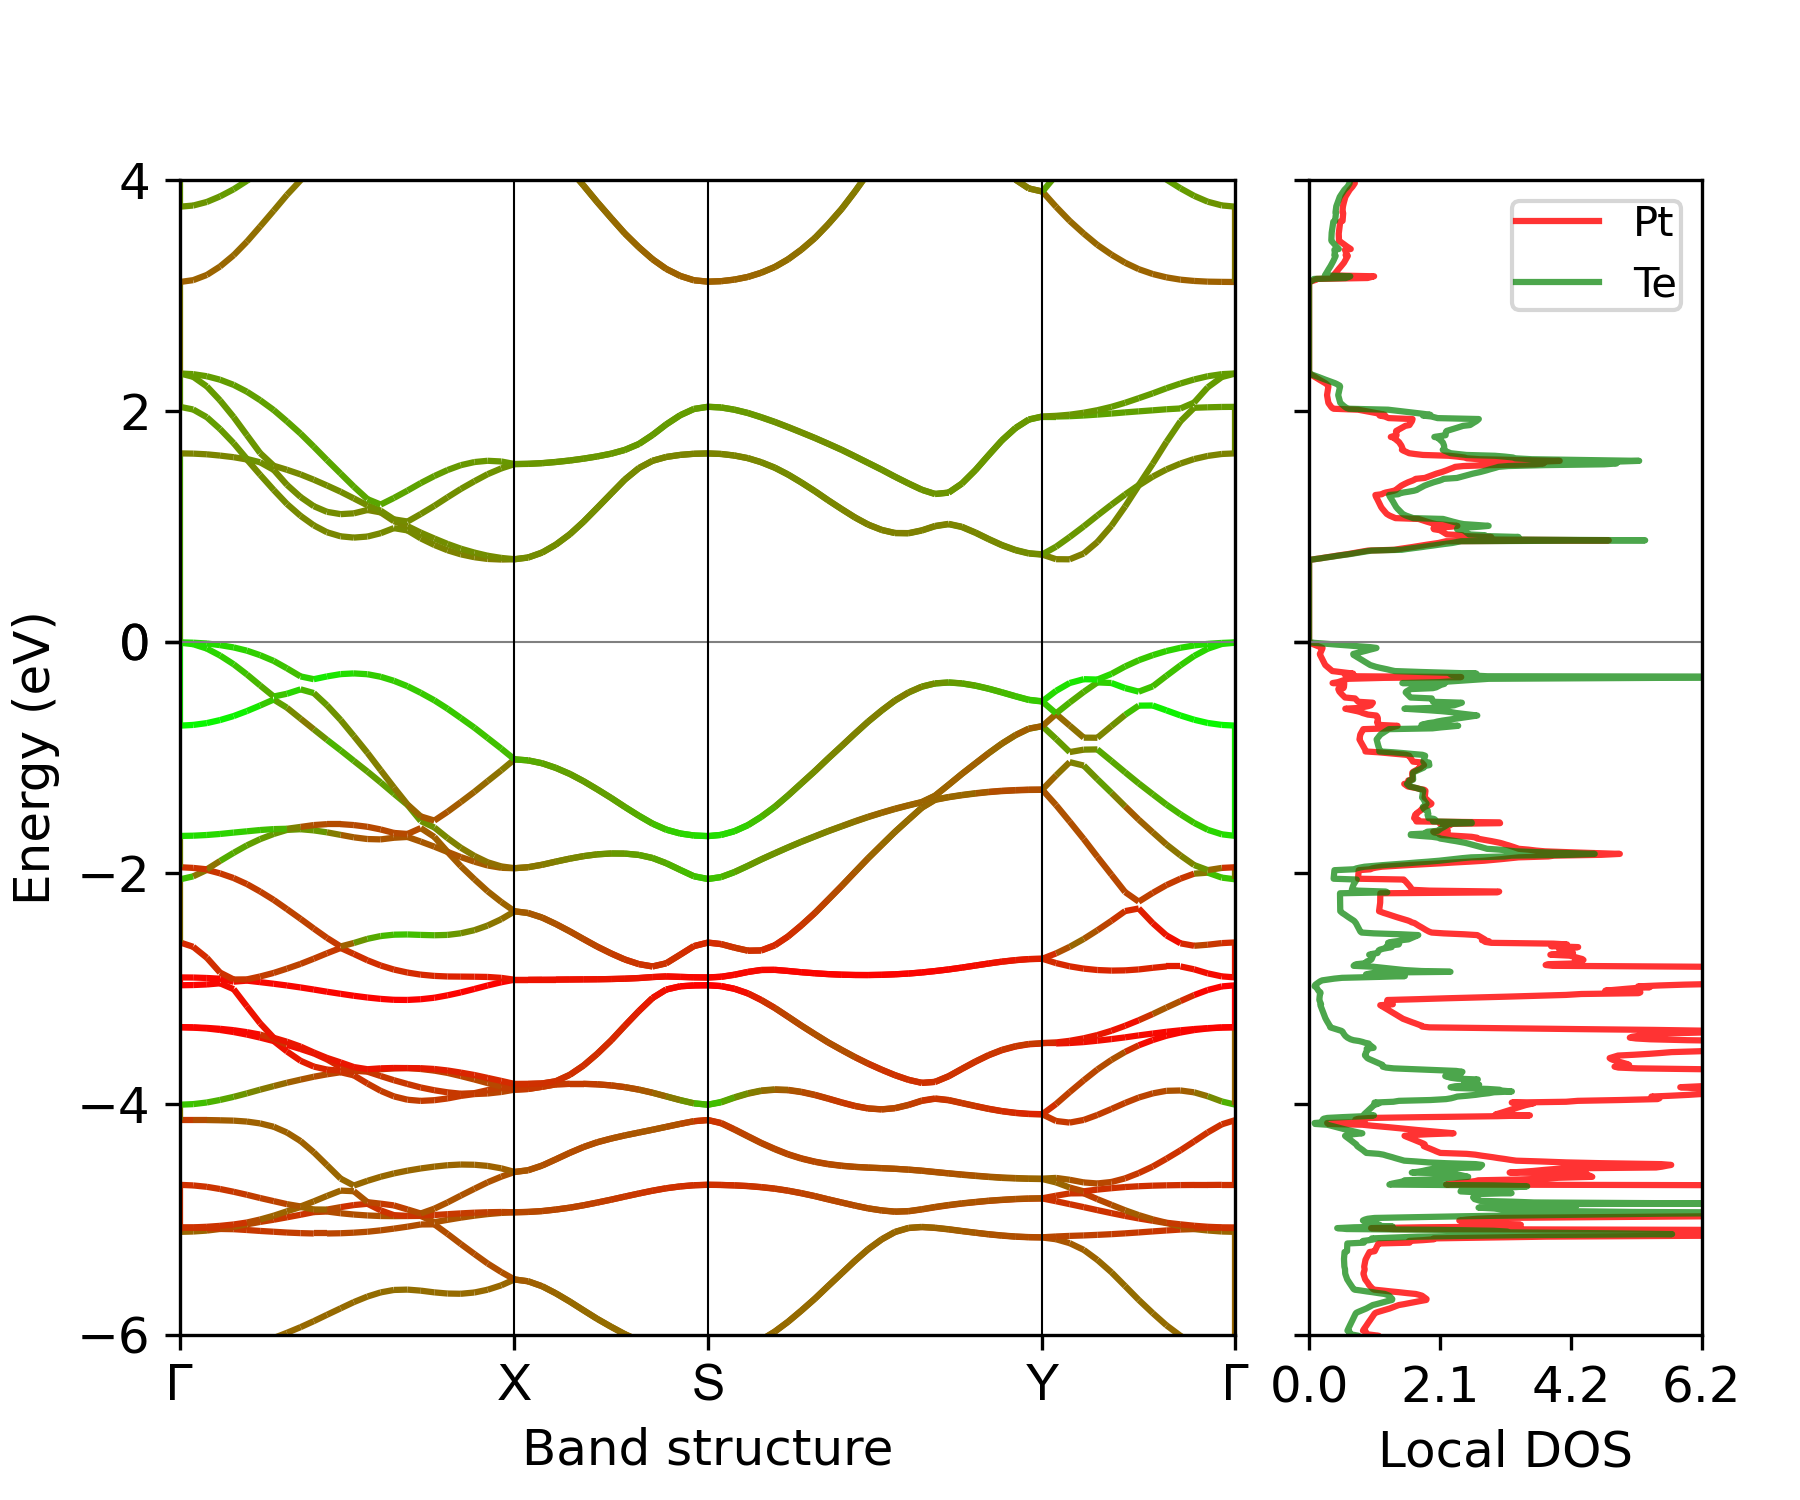 4
2
0
−2
−4
−6
Energy (eV)
Γ X S Y Γ
Band structure
Pt
Te
0.0 2.1 4.2 6.2
Local DOS